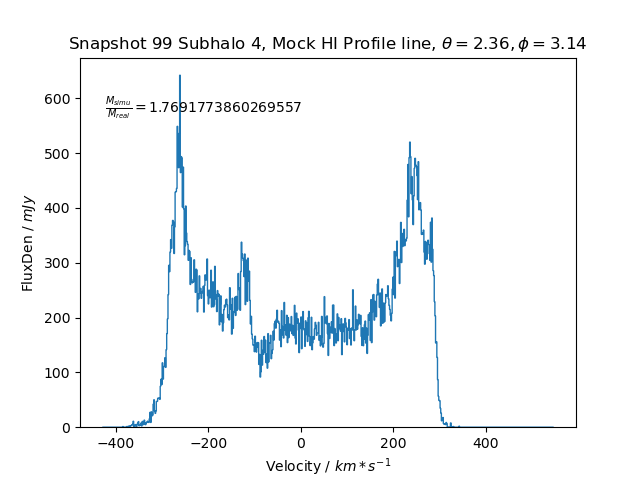 Snapshot 99 Subhalo 4, Mock HI Profile line, θ = 2.36, ϕ = 3.14
M_simu/M_real = 1.7691773860269557
FluxDen / mJy
600
500
400
300
200
100
0
−400 −200 0 200 400
Velocity / km * s⁻¹